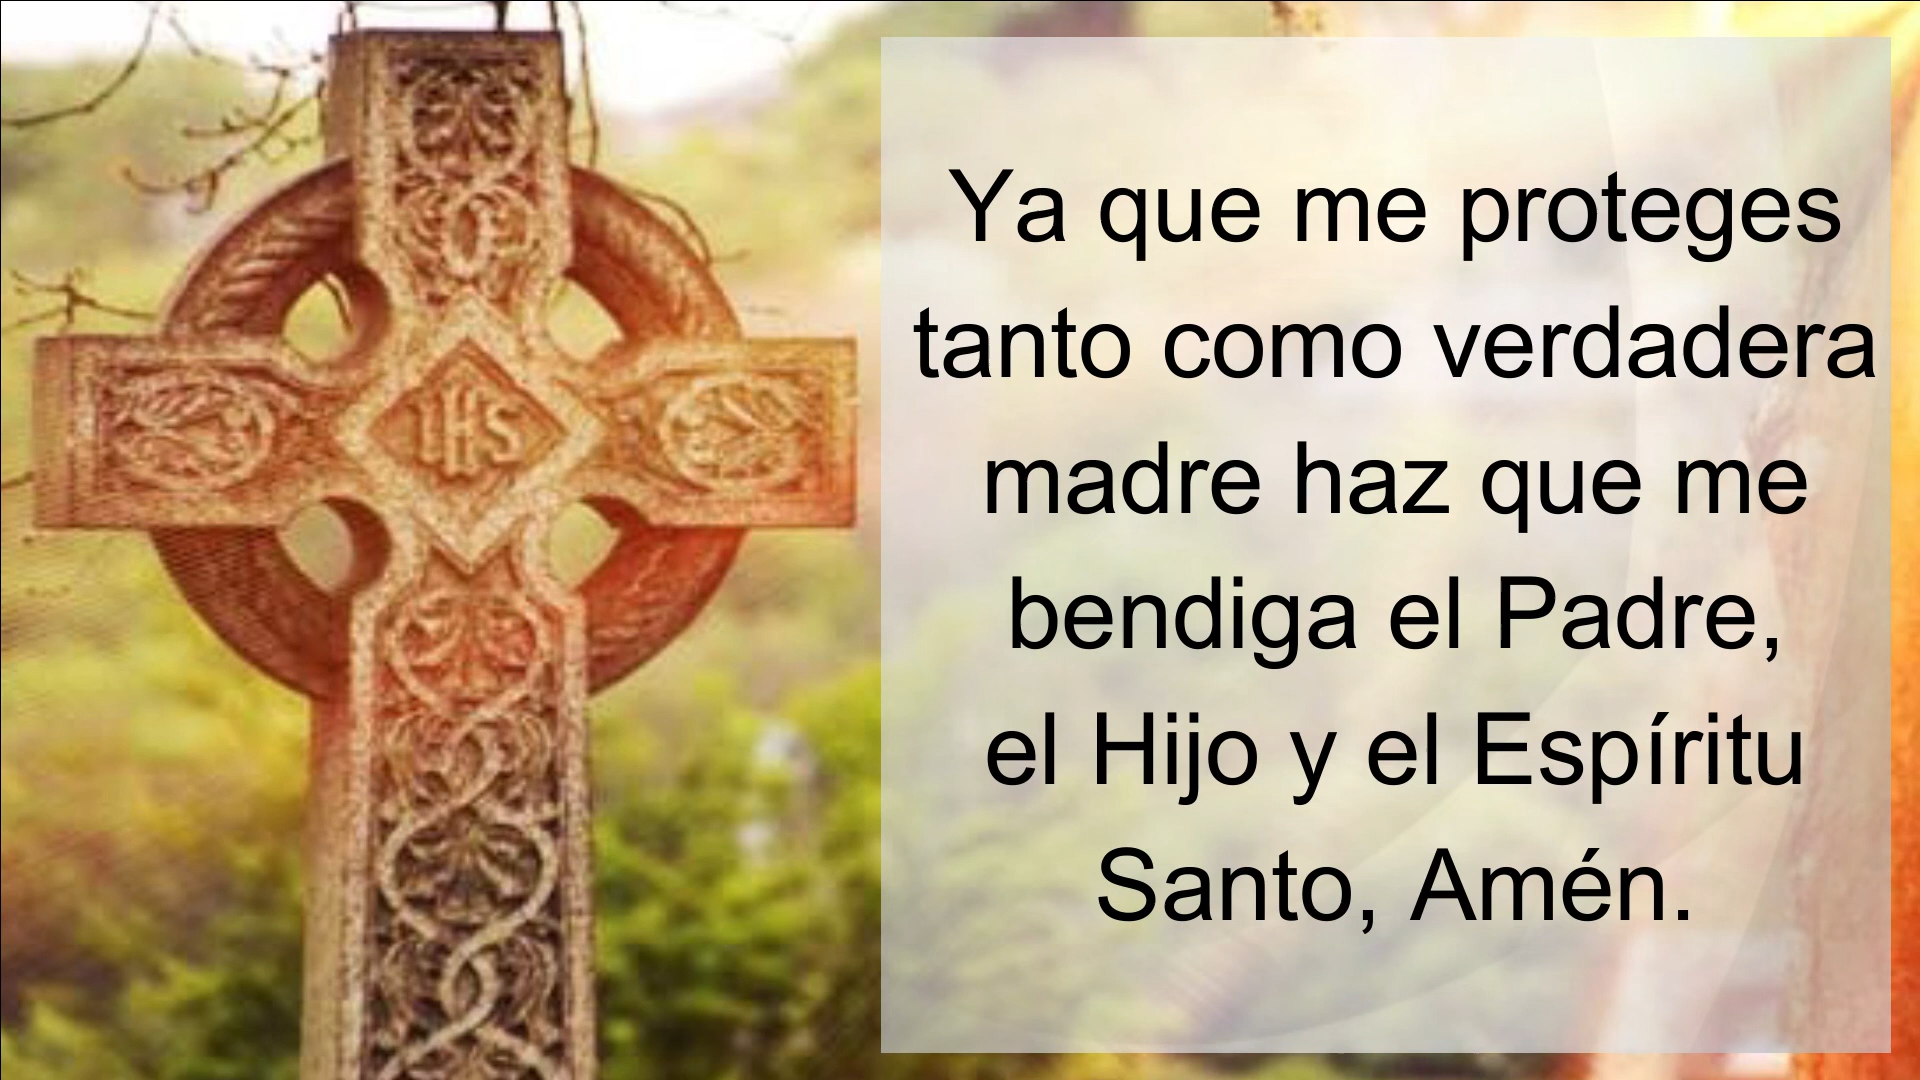 IHS
Ya que me proteges
tanto como verdadera
madre haz que me
bendiga el Padre,
el Hijo y el Espíritu
Santo, Amén.